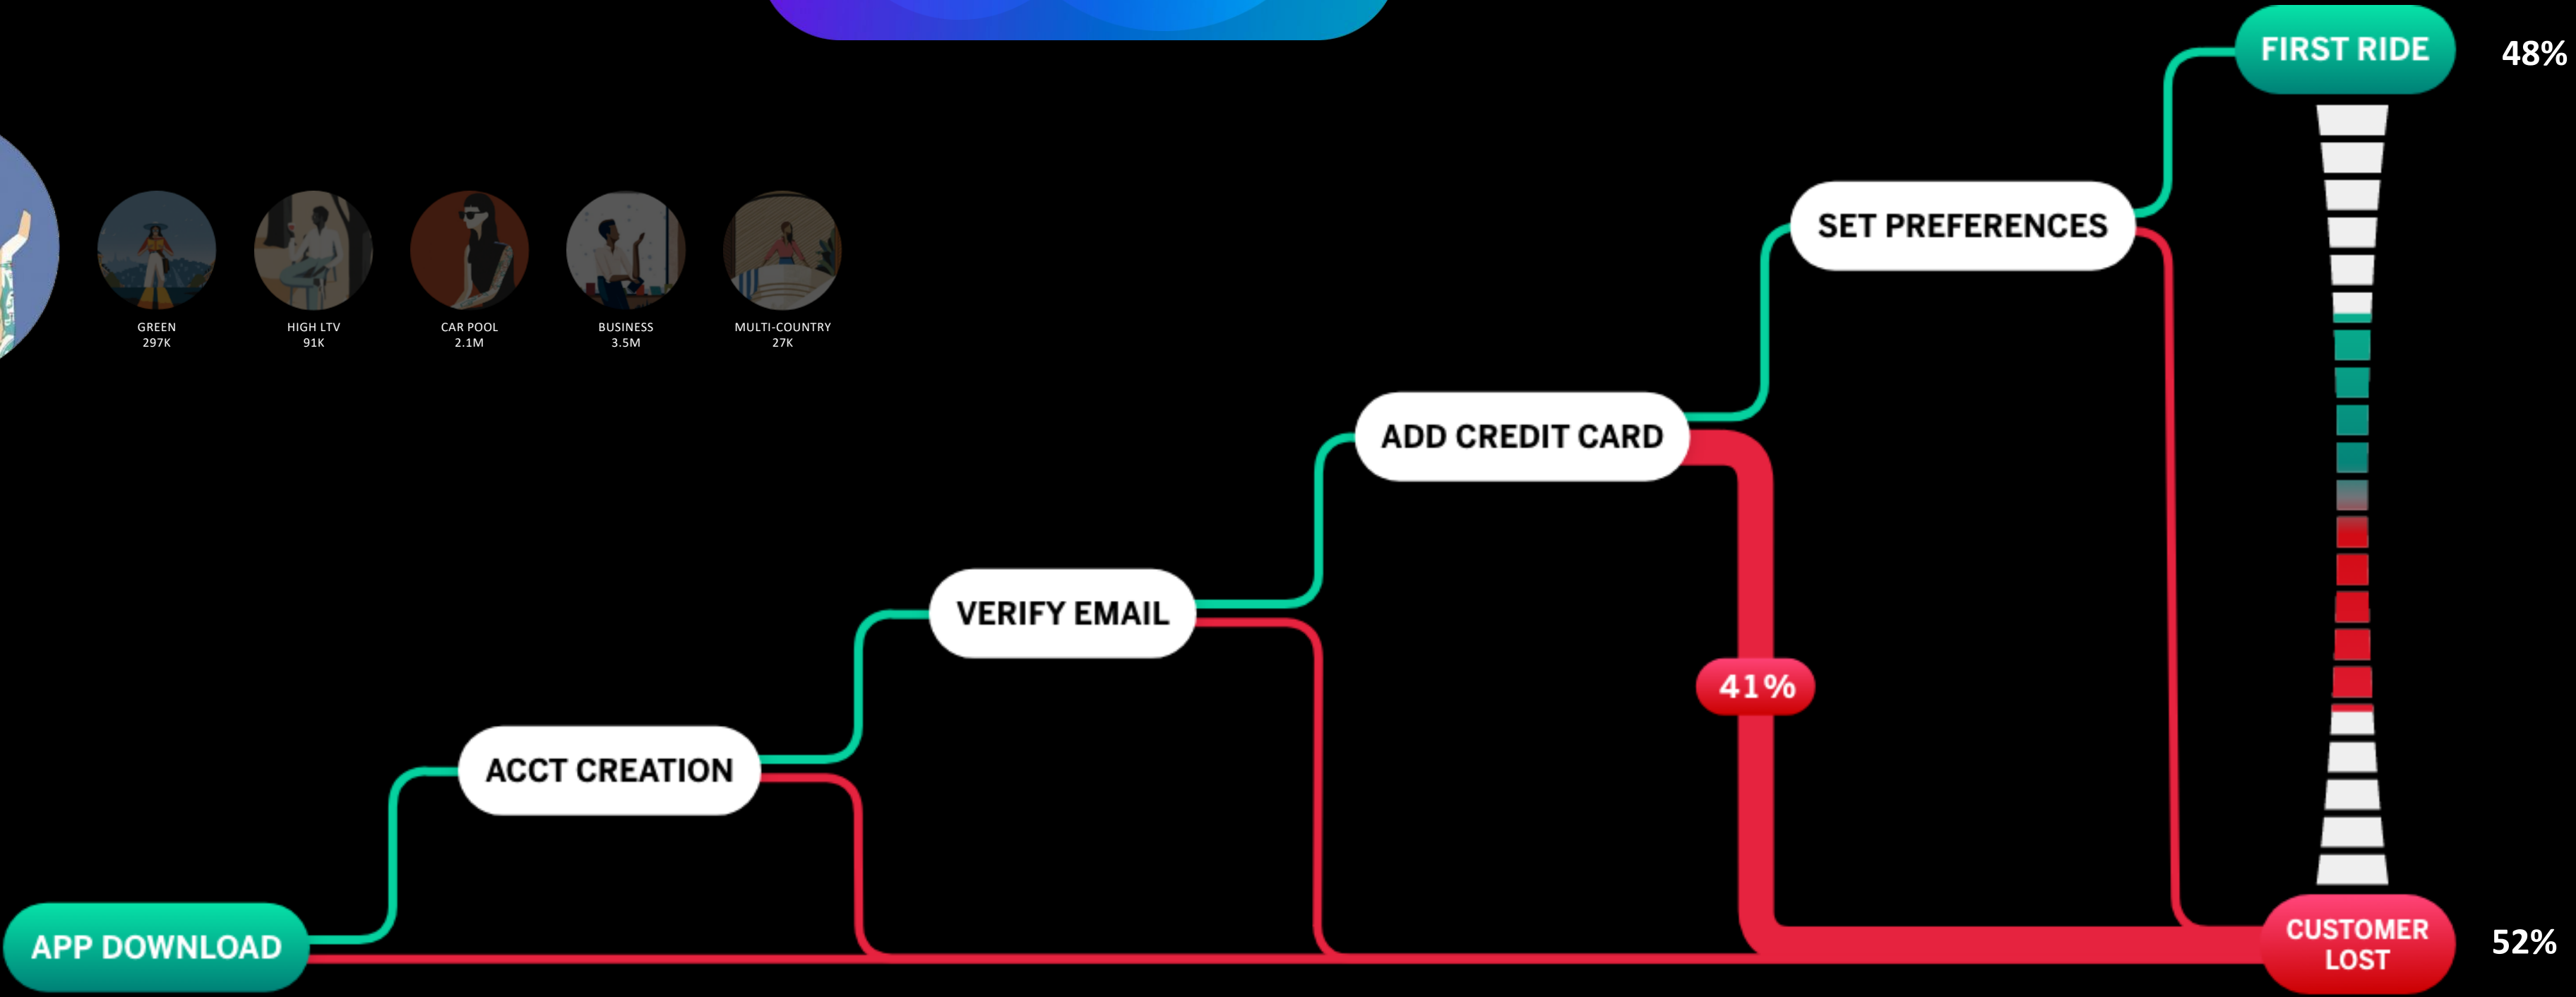 FIRST RIDE
48%
GREEN
297K
HIGH LTV
91K
CAR POOL
2.1M
BUSINESS
3.5M
MULTI-COUNTRY
27K
SET PREFERENCES
ADD CREDIT CARD
VERIFY EMAIL
41%
ACCT CREATION
APP DOWNLOAD
CUSTOMER
LOST
52%